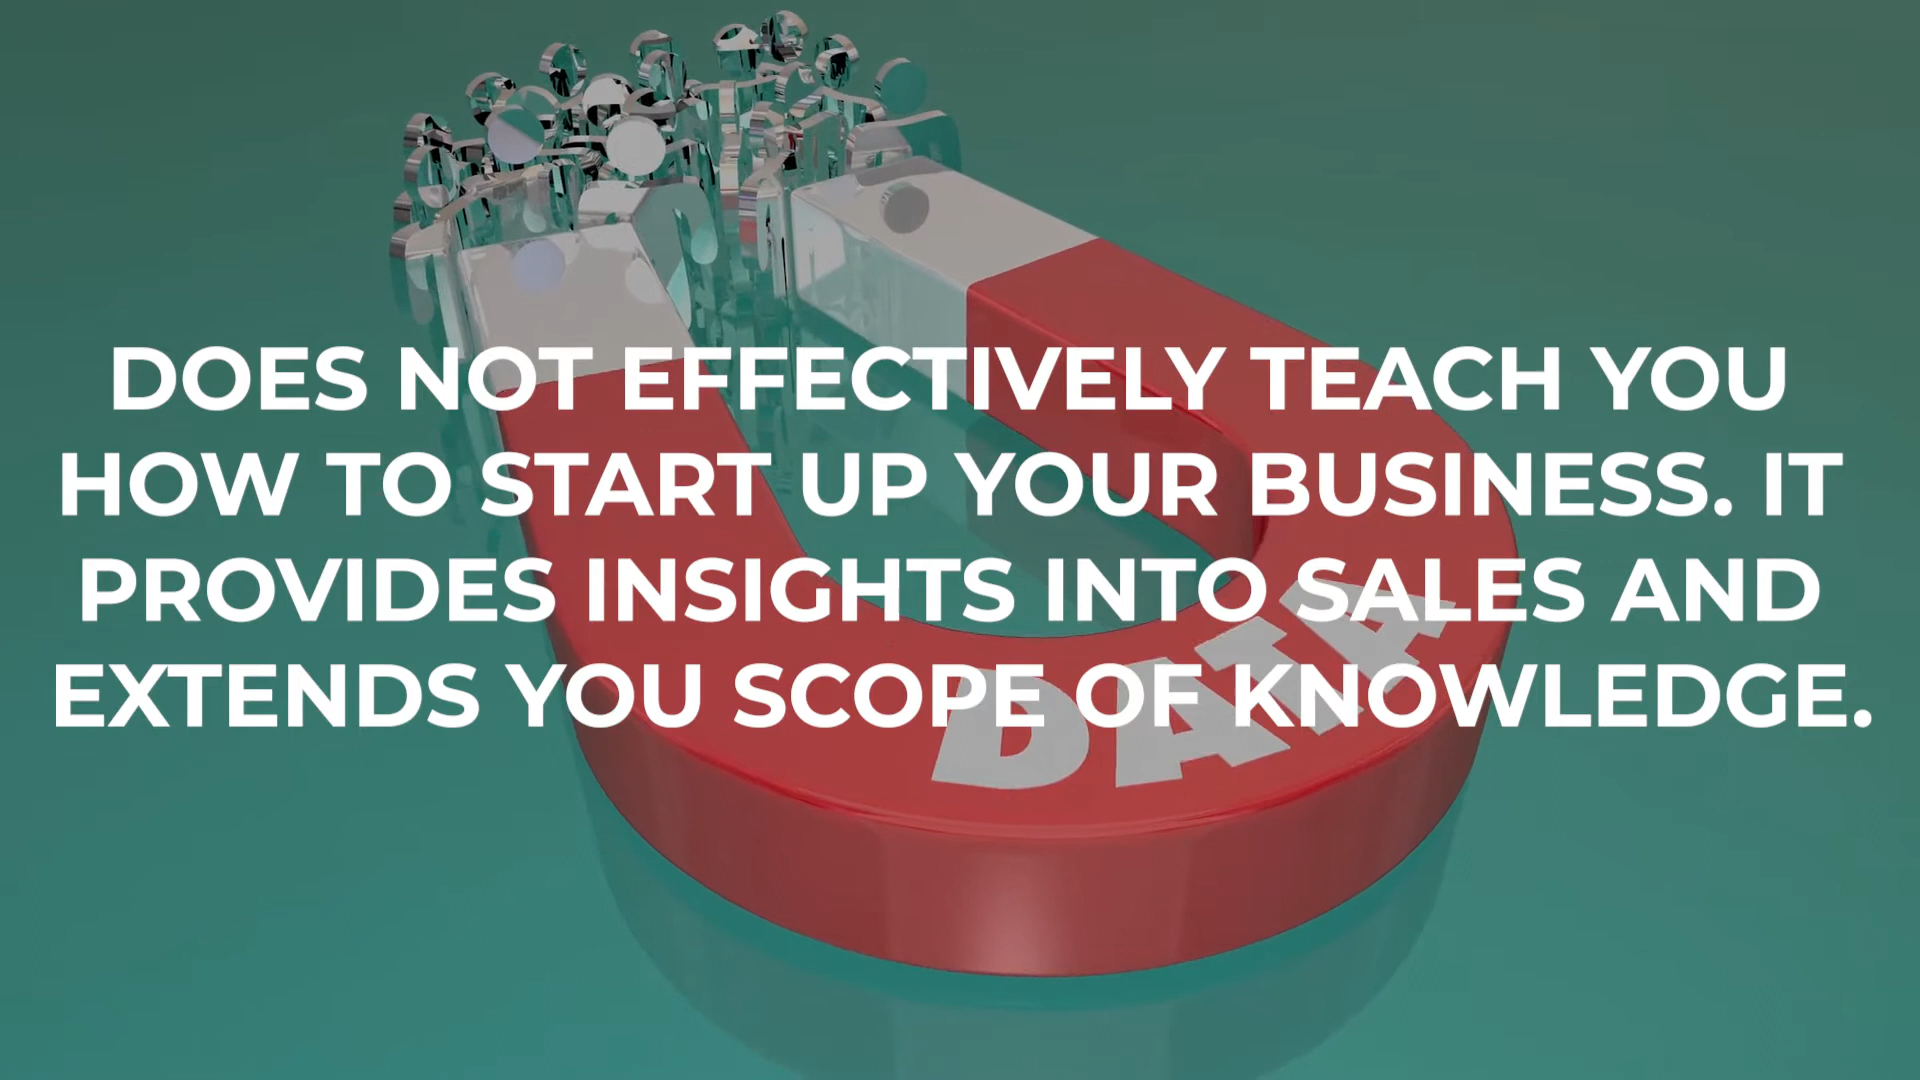 DOES NOT EFFECTIVELY TEACH YOU
HOW TO START UP YOUR BUSINESS. IT
PROVIDES INSIGHTS INTO SALES AND
EXTENDS YOU SCOPE OF KNOWLEDGE.
DATA